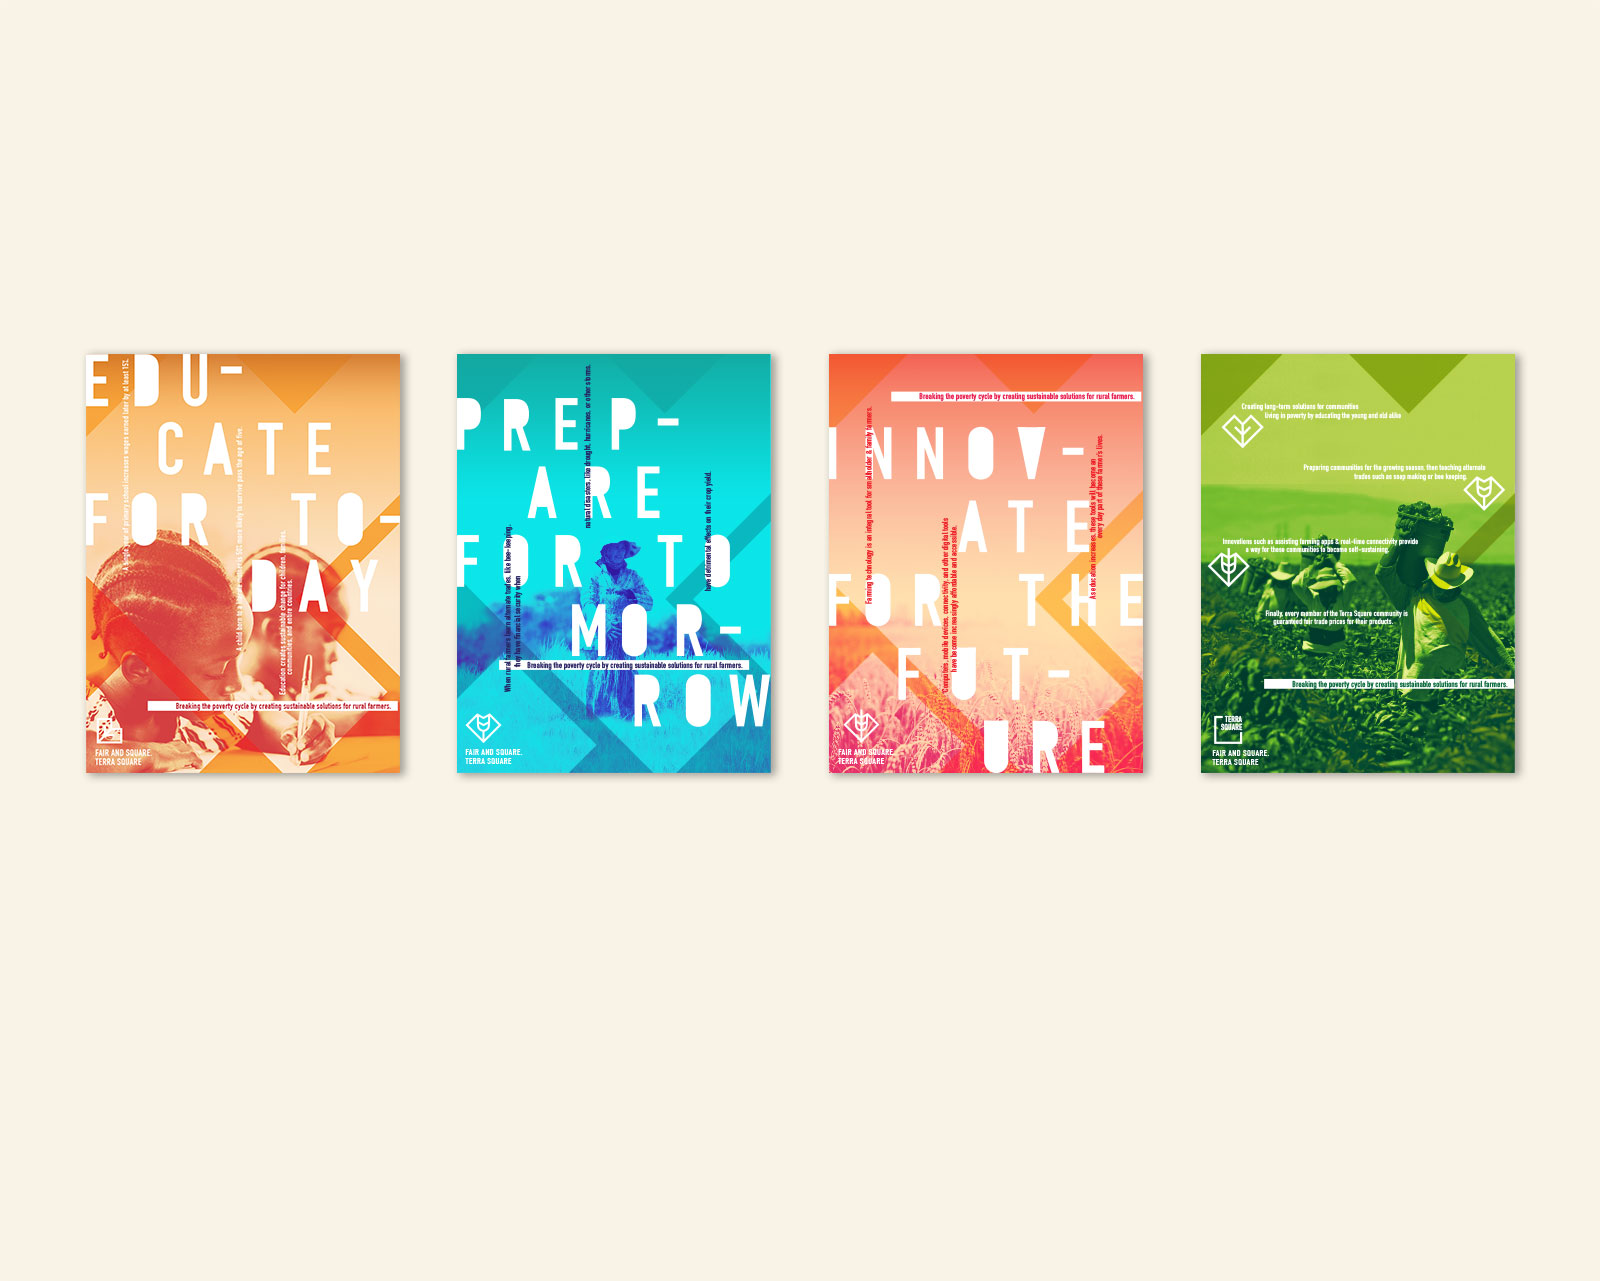 EDU-
CATE
FOR TO-
DAY
A single year of primary school increases wages earned later by at least 15%.
A child born to a
50% more likely to survive pass the age of five.
Education creates sustainable change for children, families,
communities, and entire countries.
Breaking the poverty cycle by creating sustainable solutions for rural farmers.
FAIR AND SQUARE.
TERRA SQUARE
PREP-
ARE
FOR TO
MOR-
ROW
When rural farmers learn alternate trades, like bee-keeping,
they have financial security when
natural disasters, like drought, hurricanes, or other storms,
have detrimental effects on their crop yield.
Breaking the poverty cycle by creating sustainable solutions for rural farmers.
FAIR AND SQUARE.
TERRA SQUARE
Breaking the poverty cycle by creating sustainable solutions for rural farmers.
INNOV-
ATE
FOR THE
FUT-
URE
Farming technology is an integral tool for smallholder & family farmers.
Computers, mobile devices, connectivity, and other digital tools
have become increasingly affordable and accessible.
As education increases, these tools will become an
every day part of these farmer's lives.
FAIR AND SQUARE.
TERRA SQUARE
Creating long-term solutions for communities
living in poverty by educating the young and old alike
Preparing communities for the growing season, then teaching alternate
trades such as soap making or bee keeping.
Innovations such as assisting farming apps & real-time connectivity provide
a way for these communities to become self-sustaining.
Finally, every member of the Terra Square community is
guaranteed fair trade prices for their products.
Breaking the poverty cycle by creating sustainable solutions for rural farmers.
TERRA
SQUARE
FAIR AND SQUARE.
TERRA SQUARE